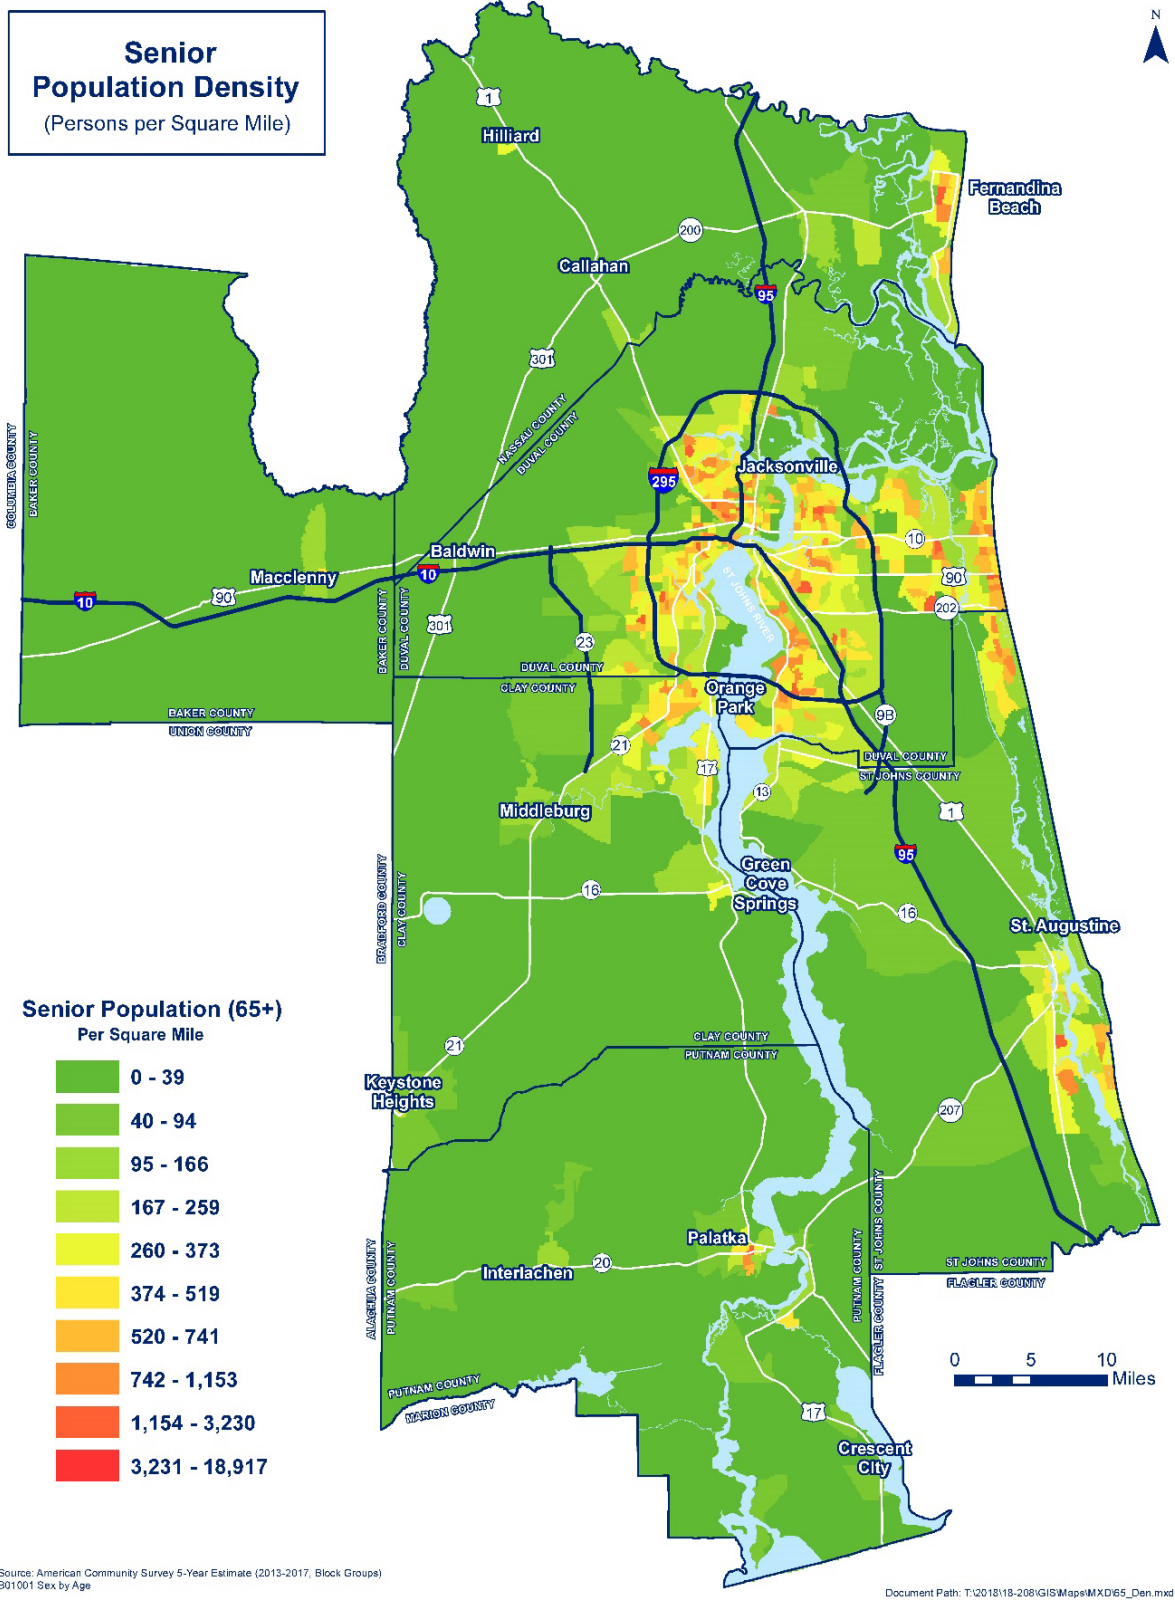 Senior
Population Density
(Persons per Square Mile)
N
1
Hilliard
Fernandina
Beach
200
Callahan
95
301
NASSAU COUNTY
DUVAL COUNTY
COLUMBIA COUNTY
BAKER COUNTY
Jacksonville
295
10
Baldwin
Macclenny
10
90
10
90
202
301
BAKER COUNTY
DUVAL COUNTY
ST JOHNS RIVER
23
DUVAL COUNTY
CLAY COUNTY
Orange
Park
BAKER COUNTY
UNION COUNTY
9B
21
17
DUVAL COUNTY
ST JOHNS COUNTY
13
Middleburg
1
95
Green
Cove
Springs
16
16
BRADFORD COUNTY
CLAY COUNTY
St. Augustine
Senior Population (65+)
Per Square Mile
0 - 39
40 - 94
95 - 166
167 - 259
260 - 373
374 - 519
520 - 741
742 - 1,153
1,154 - 3,230
3,231 - 18,917
21
CLAY COUNTY
PUTNAM COUNTY
Keystone
Heights
207
PUTNAM COUNTY
ST JOHNS COUNTY
Palatka
Interlachen
20
ALACHUA COUNTY
PUTNAM COUNTY
ST JOHNS COUNTY
FLAGLER COUNTY
FLAGLER COUNTY
0 5 10
Miles
PUTNAM COUNTY
MARION COUNTY
17
Crescent
City
Source: American Community Survey 5-Year Estimate (2013-2017, Block Groups)
B01001 Sex by Age
Document Path: T:\2018\18-208\GIS\Maps\MXD\65_Den.mxd